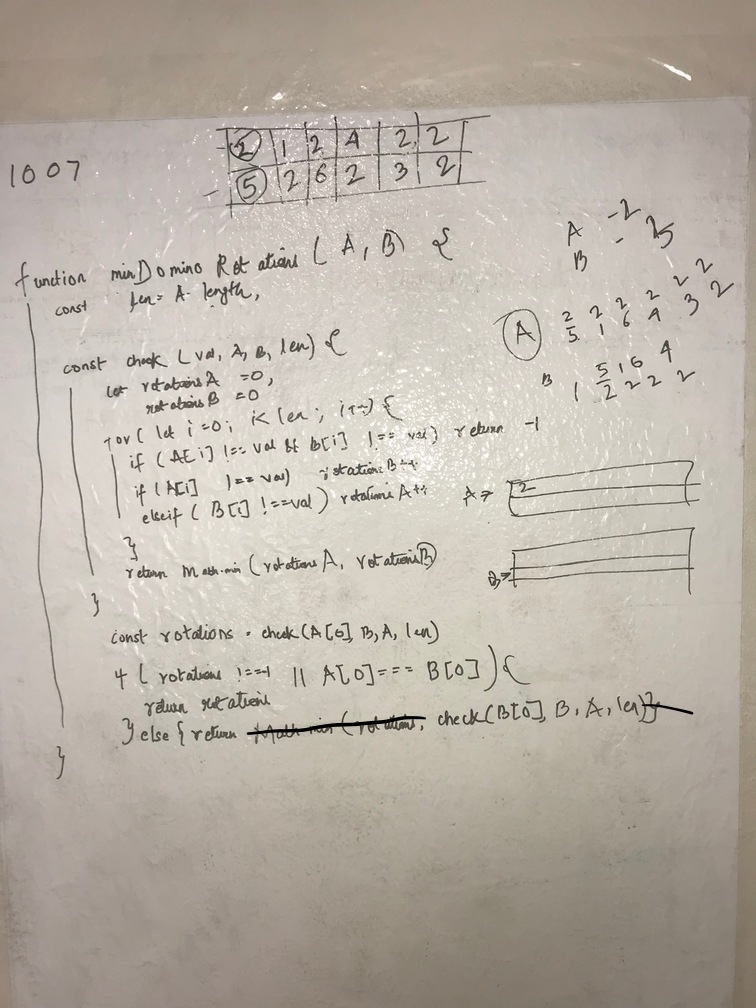 1007
2 1 2 4 2 2
5 2 6 2 3 2
A -2
B - 5
function minDominoRotations (A, B) {
const len = A.length,
const check (val, A, B, len) {
let rotationsA = 0,
rotationsB = 0
for (let i=0; i<len; i++) {
if (A[i] !== val && B[i] !== val) return -1
if (A[i] !== val) rotationsB++
elseif (B[i] !==val) rotationsA++
}
return Math.min (rotationsA, rotationsB)
}
const rotations = check(A[0], B, A, len)
if (rotations !==-1 || A[0]=== B[0]) {
return rotations
} else { return check(B[0], B, A, len)}
}
A
2 2 2 2 2 2
5 1 6 4 3 2
B
5 1 6 4
1 2 2 2 2
A → 2
B →